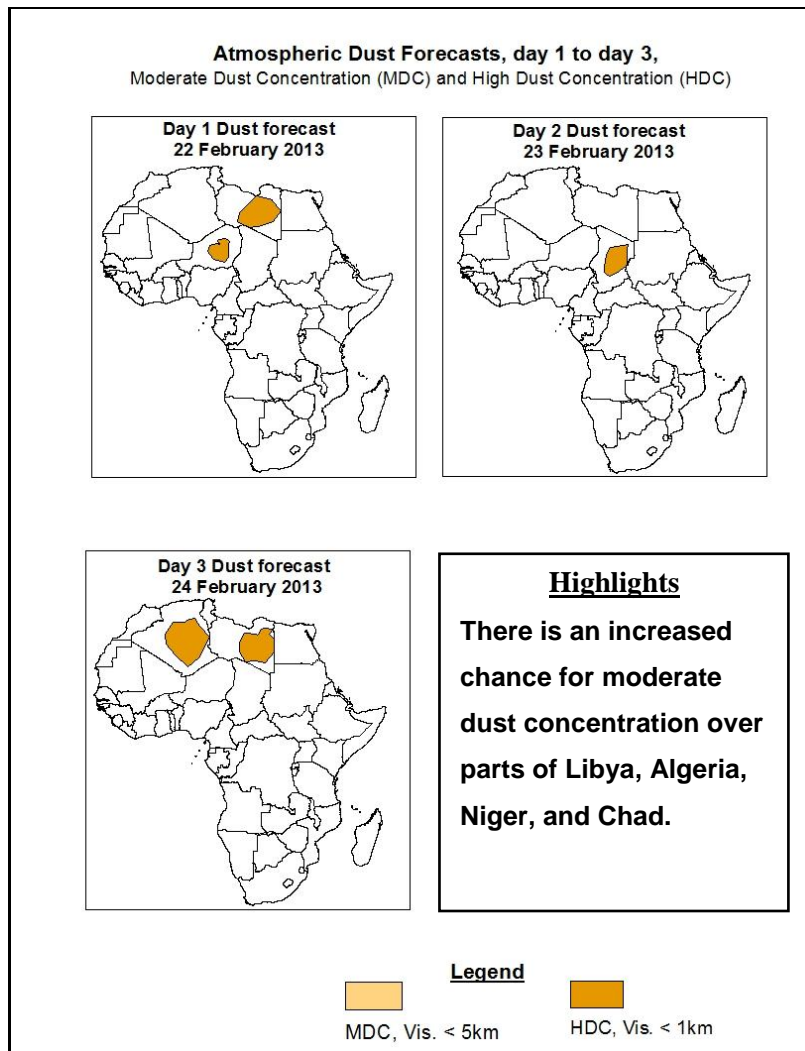 Atmospheric Dust Forecasts, day 1 to day 3,
Moderate Dust Concentration (MDC) and High Dust Concentration (HDC)
Day 1 Dust forecast
22 February 2013
Day 2 Dust forecast
23 February 2013
Day 3 Dust forecast
24 February 2013
Highlights
There is an increased
chance for moderate
dust concentration over
parts of Libya, Algeria,
Niger, and Chad.
Legend
MDC, Vis. < 5km
HDC, Vis. < 1km